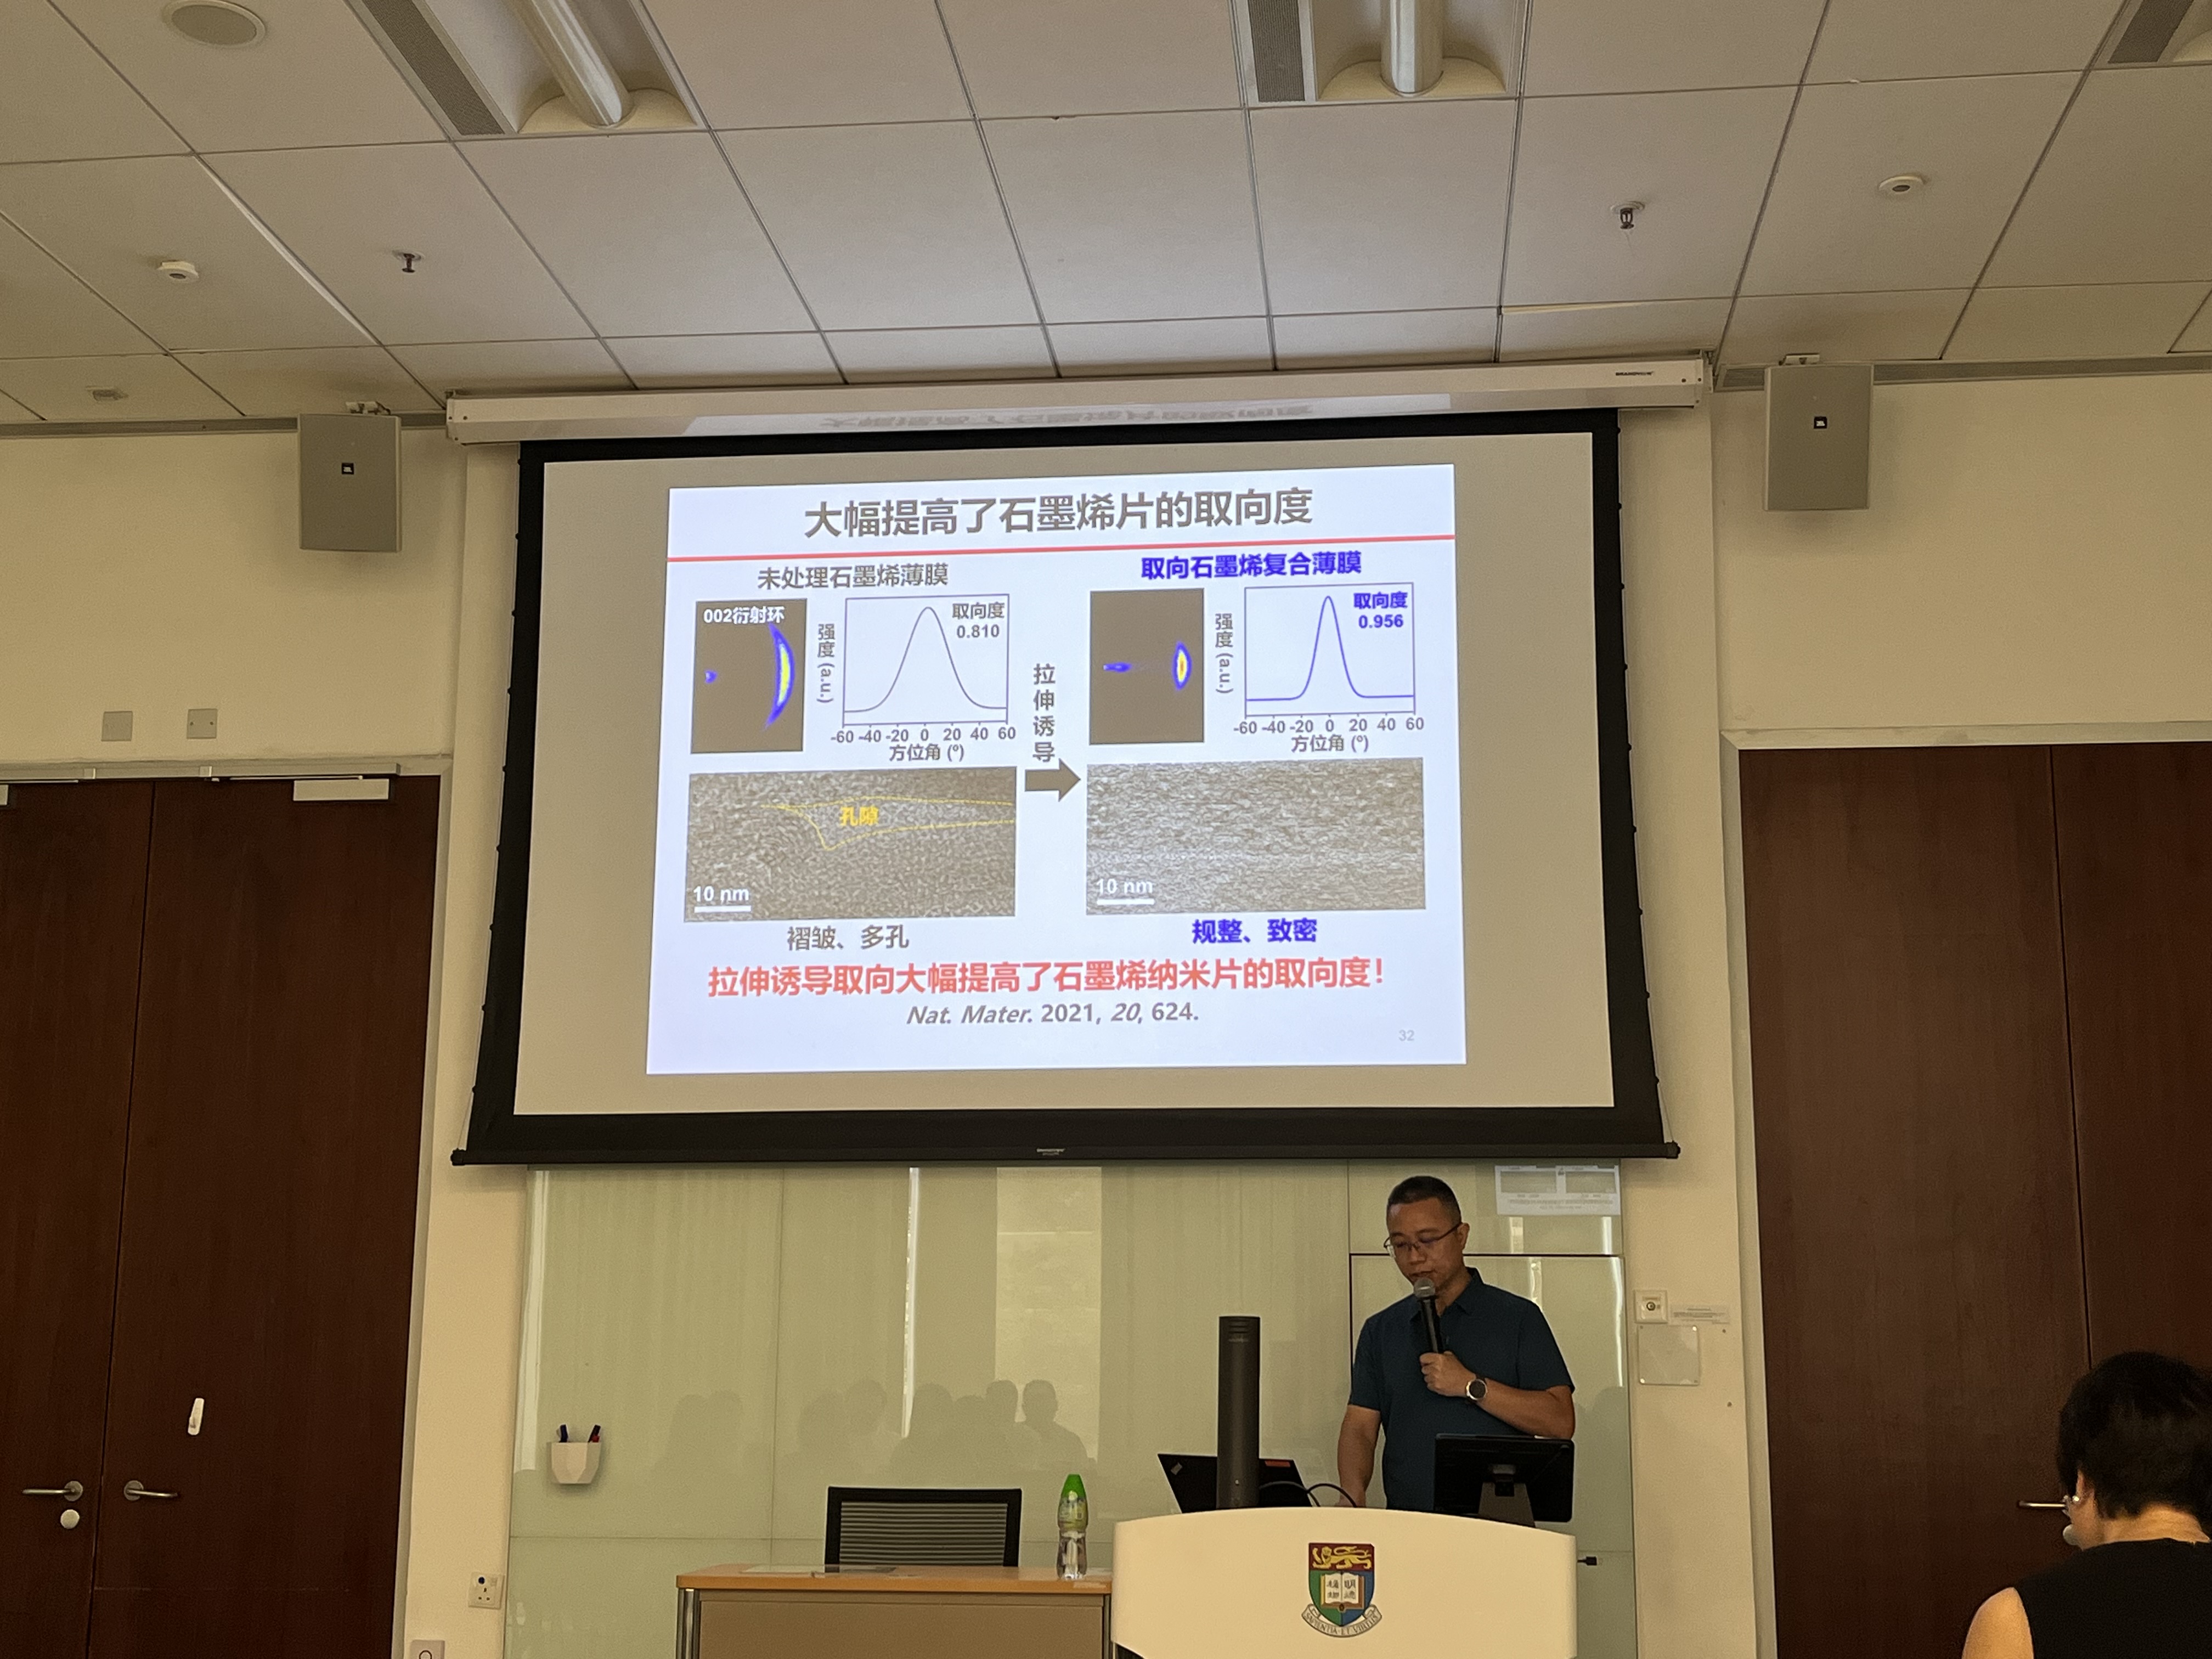 大幅提高了石墨烯片的取向度
未处理石墨烯薄膜
002衍射环
强度 (a.u.)
取向度
0.810
-60 -40 -20 0 20 40 60
方位角 (º)
孔隙
10 nm
褶皱、多孔
拉伸诱导
取向石墨烯复合薄膜
强度 (a.u.)
取向度
0.956
-60 -40 -20 0 20 40 60
方位角 (º)
10 nm
规整、致密
拉伸诱导取向大幅提高了石墨烯纳米片的取向度！
Nat. Mater. 2021, 20, 624.
32
JBL
JBL